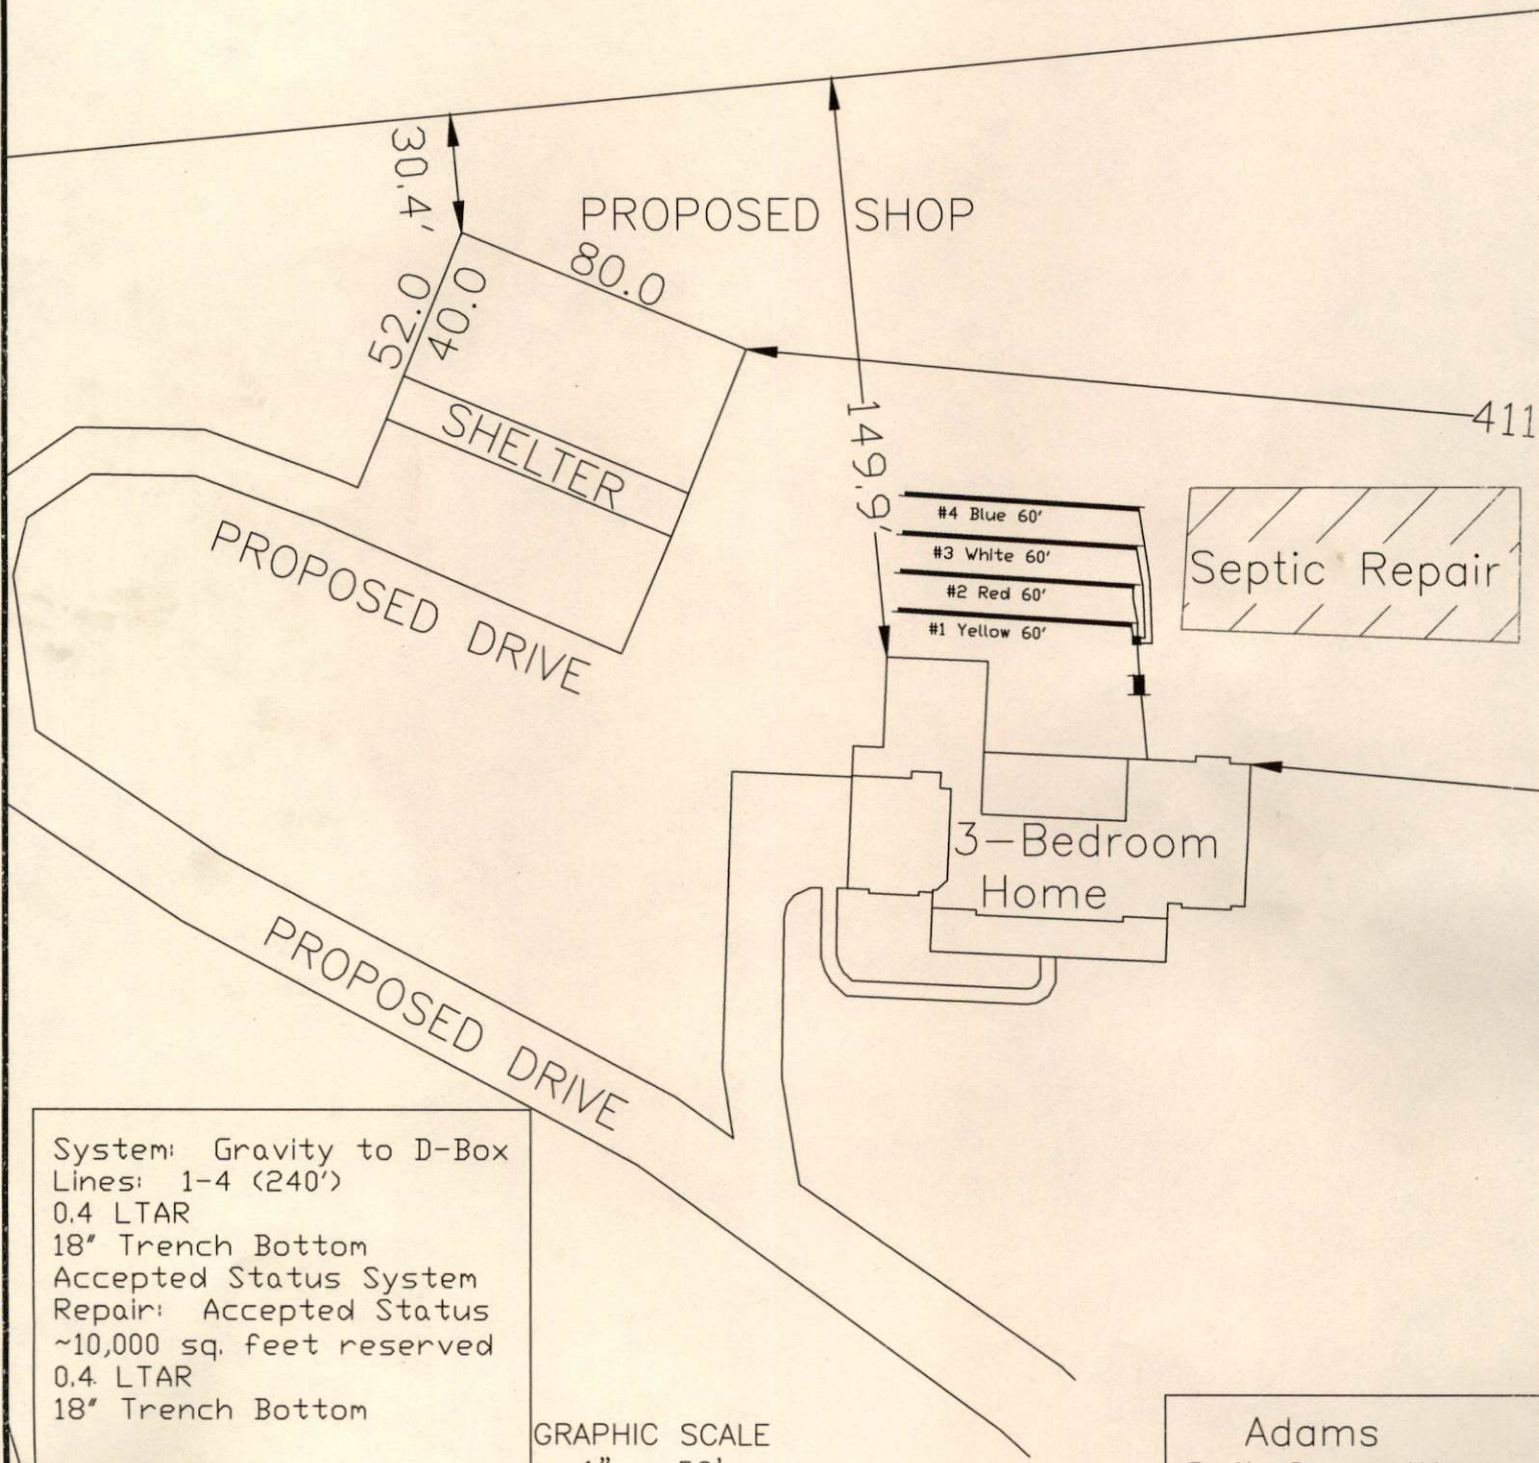 30.4'
PROPOSED SHOP
80.0
52.0
40.0
SHELTER
149.9'
411
#4 Blue 60'
#3 White 60'
#2 Red 60'
#1 Yellow 60'
Septic Repair
PROPOSED DRIVE
3-Bedroom
Home
PROPOSED DRIVE
System: Gravity to D-Box
Lines: 1-4 (240')
0.4 LTAR
18" Trench Bottom
Accepted Status System
Repair: Accepted Status
~10,000 sq. feet reserved
0.4 LTAR
18" Trench Bottom
GRAPHIC SCALE
Adams